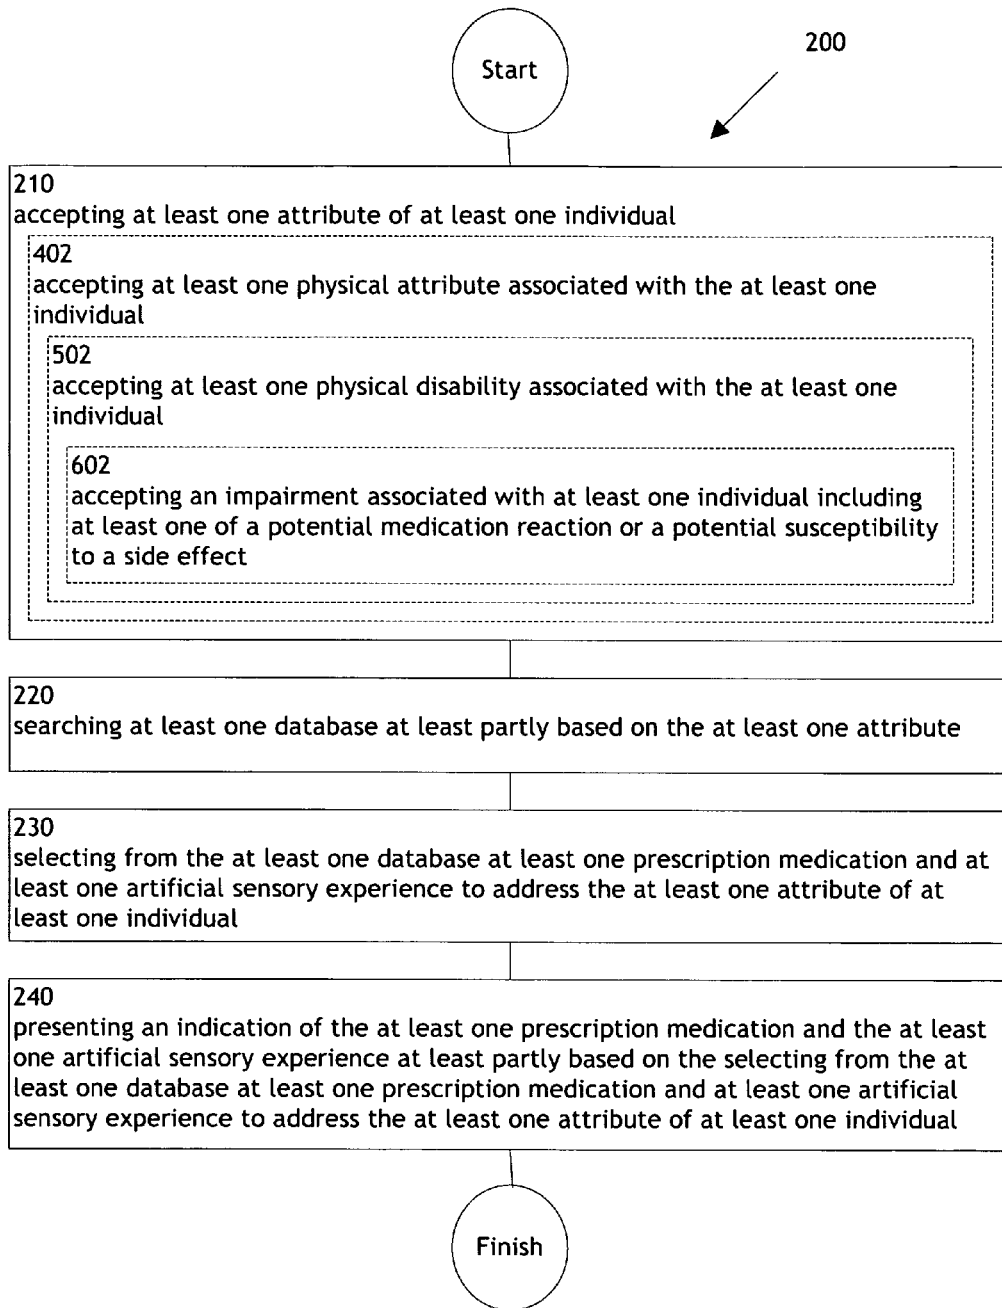 Start
200
210
accepting at least one attribute of at least one individual
402
accepting at least one physical attribute associated with the at least one
individual
502
accepting at least one physical disability associated with the at least one
individual
602
accepting an impairment associated with at least one individual including
at least one of a potential medication reaction or a potential susceptibility
to a side effect
220
searching at least one database at least partly based on the at least one attribute
230
selecting from the at least one database at least one prescription medication and at
least one artificial sensory experience to address the at least one attribute of at
least one individual
240
presenting an indication of the at least one prescription medication and the at least
one artificial sensory experience at least partly based on the selecting from the at
least one database at least one prescription medication and at least one artificial
sensory experience to address the at least one attribute of at least one individual
Finish